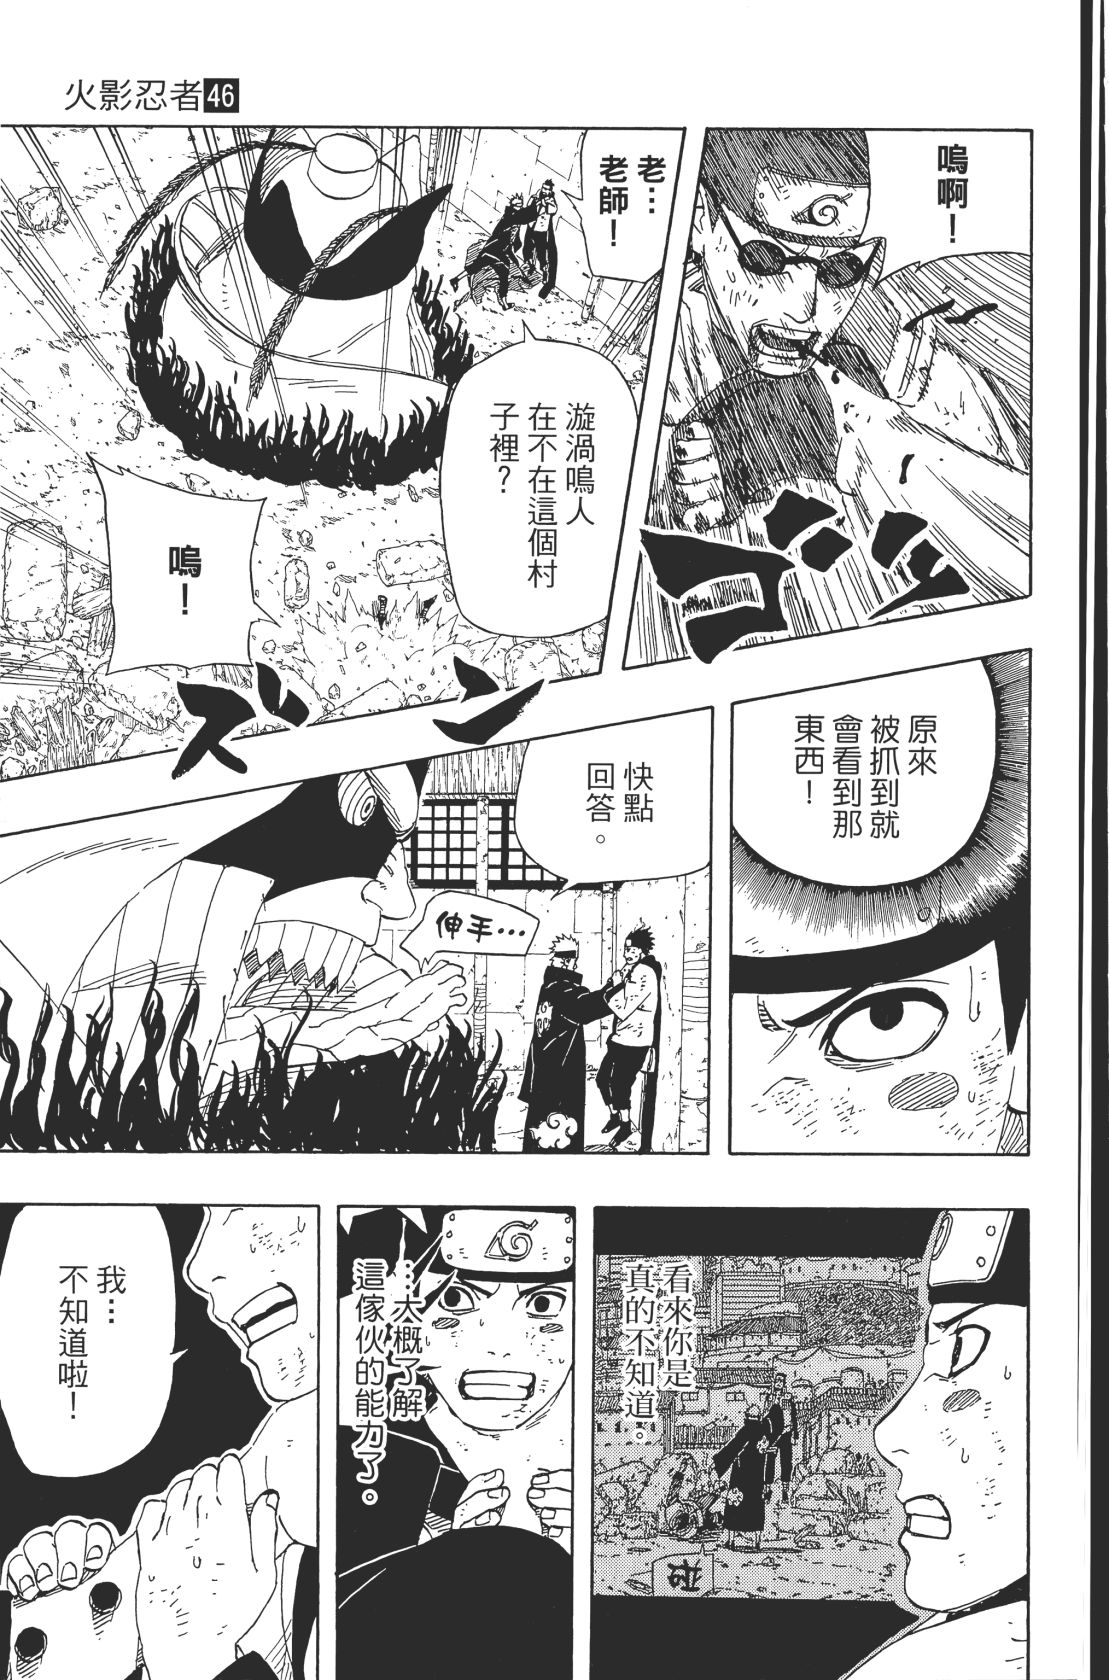 火影忍者46
嗚啊！
老…
老師！
漩渦鳴人
在不在這個村
子裡？
嗚！
ズン
原來
被抓到就
會看到那
東西！
快點
回答。
伸手…
看來你是
真的不知道。
…大概了解
這傢伙的能力了。
我…
不知道啦！